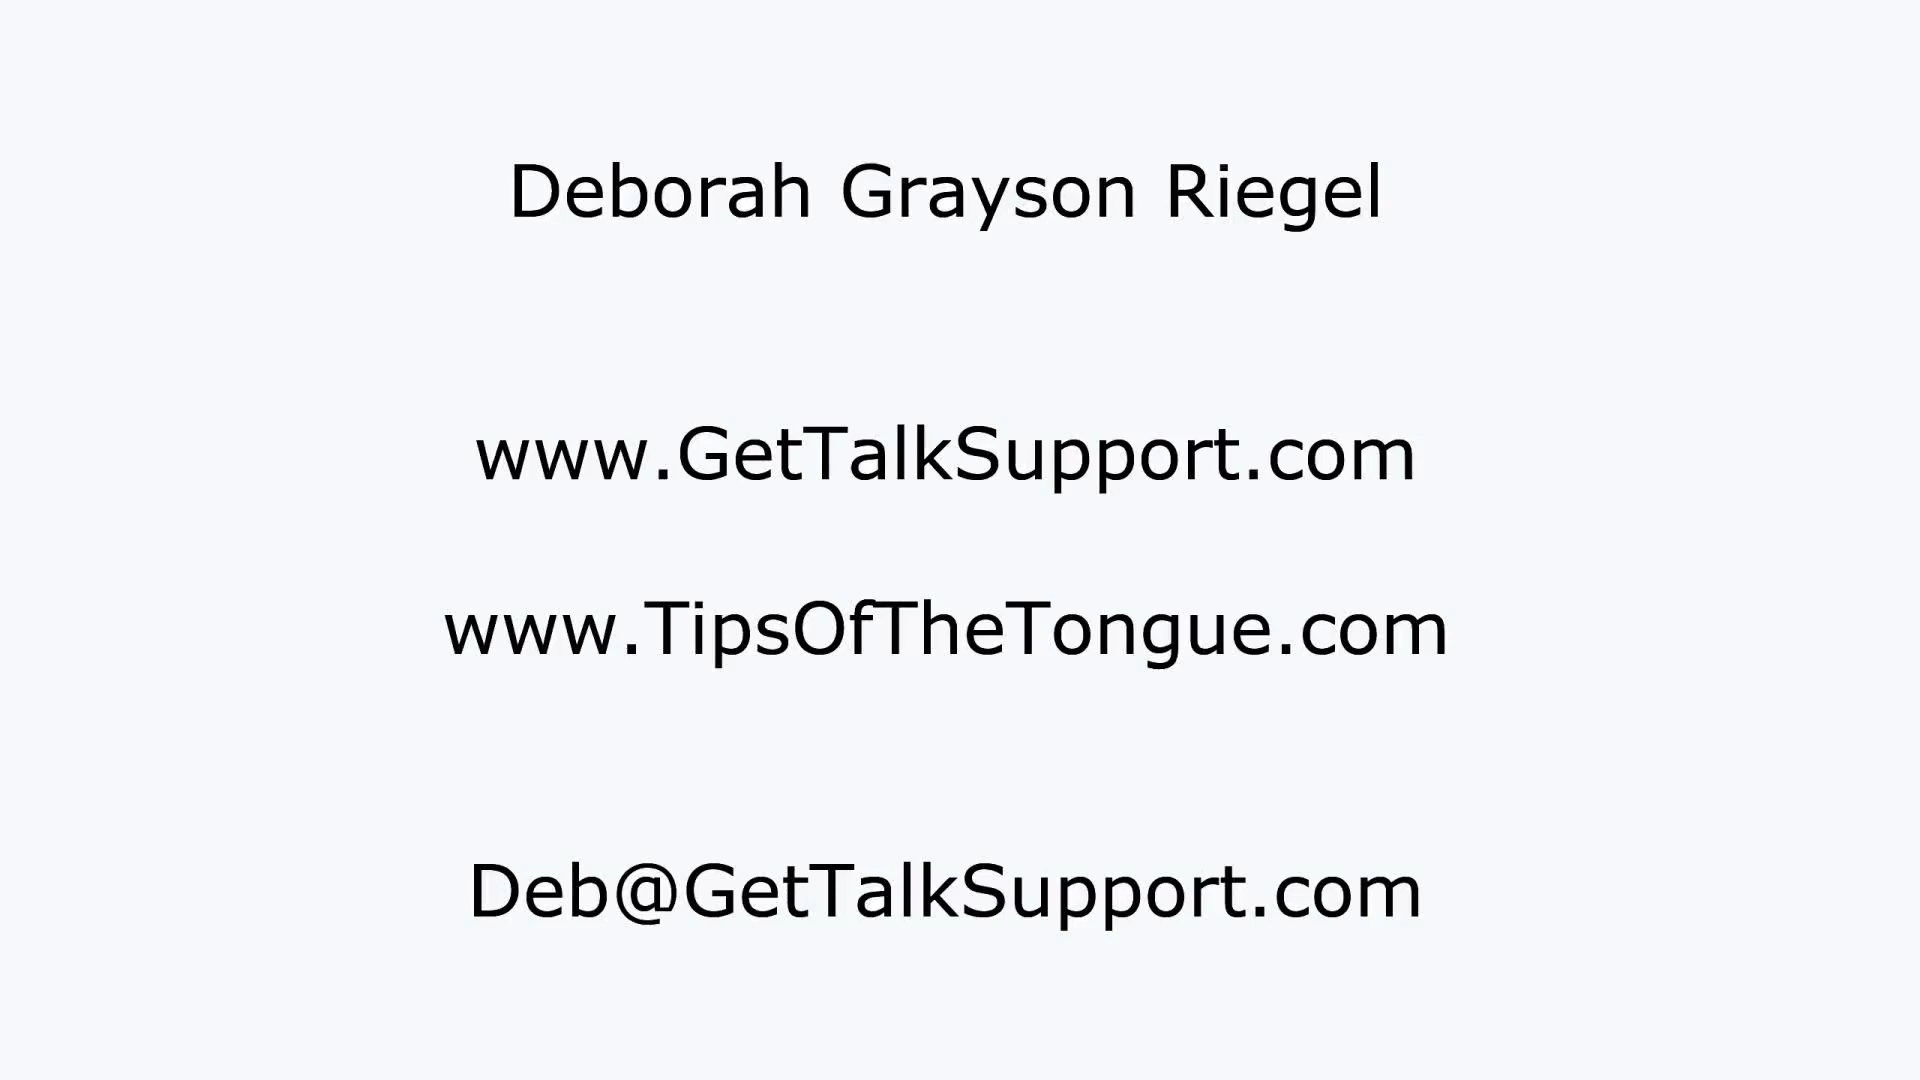 Deborah Grayson Riegel
www.GetTalkSupport.com
www.TipsOfTheTongue.com
Deb@GetTalkSupport.com